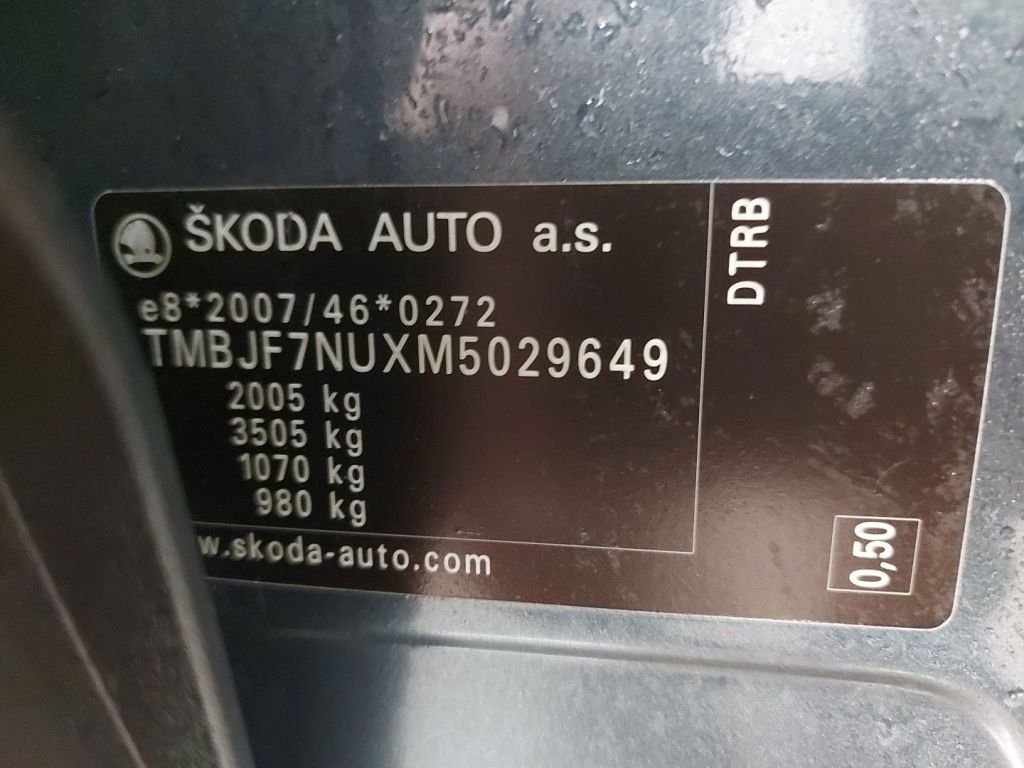 ŠKODA AUTO a.s.
e8*2007/46*0272
TMBJF7NUXM5029649
2005 kg
3505 kg
1070 kg
980 kg
w.skoda-auto.com
DTRB
0,50